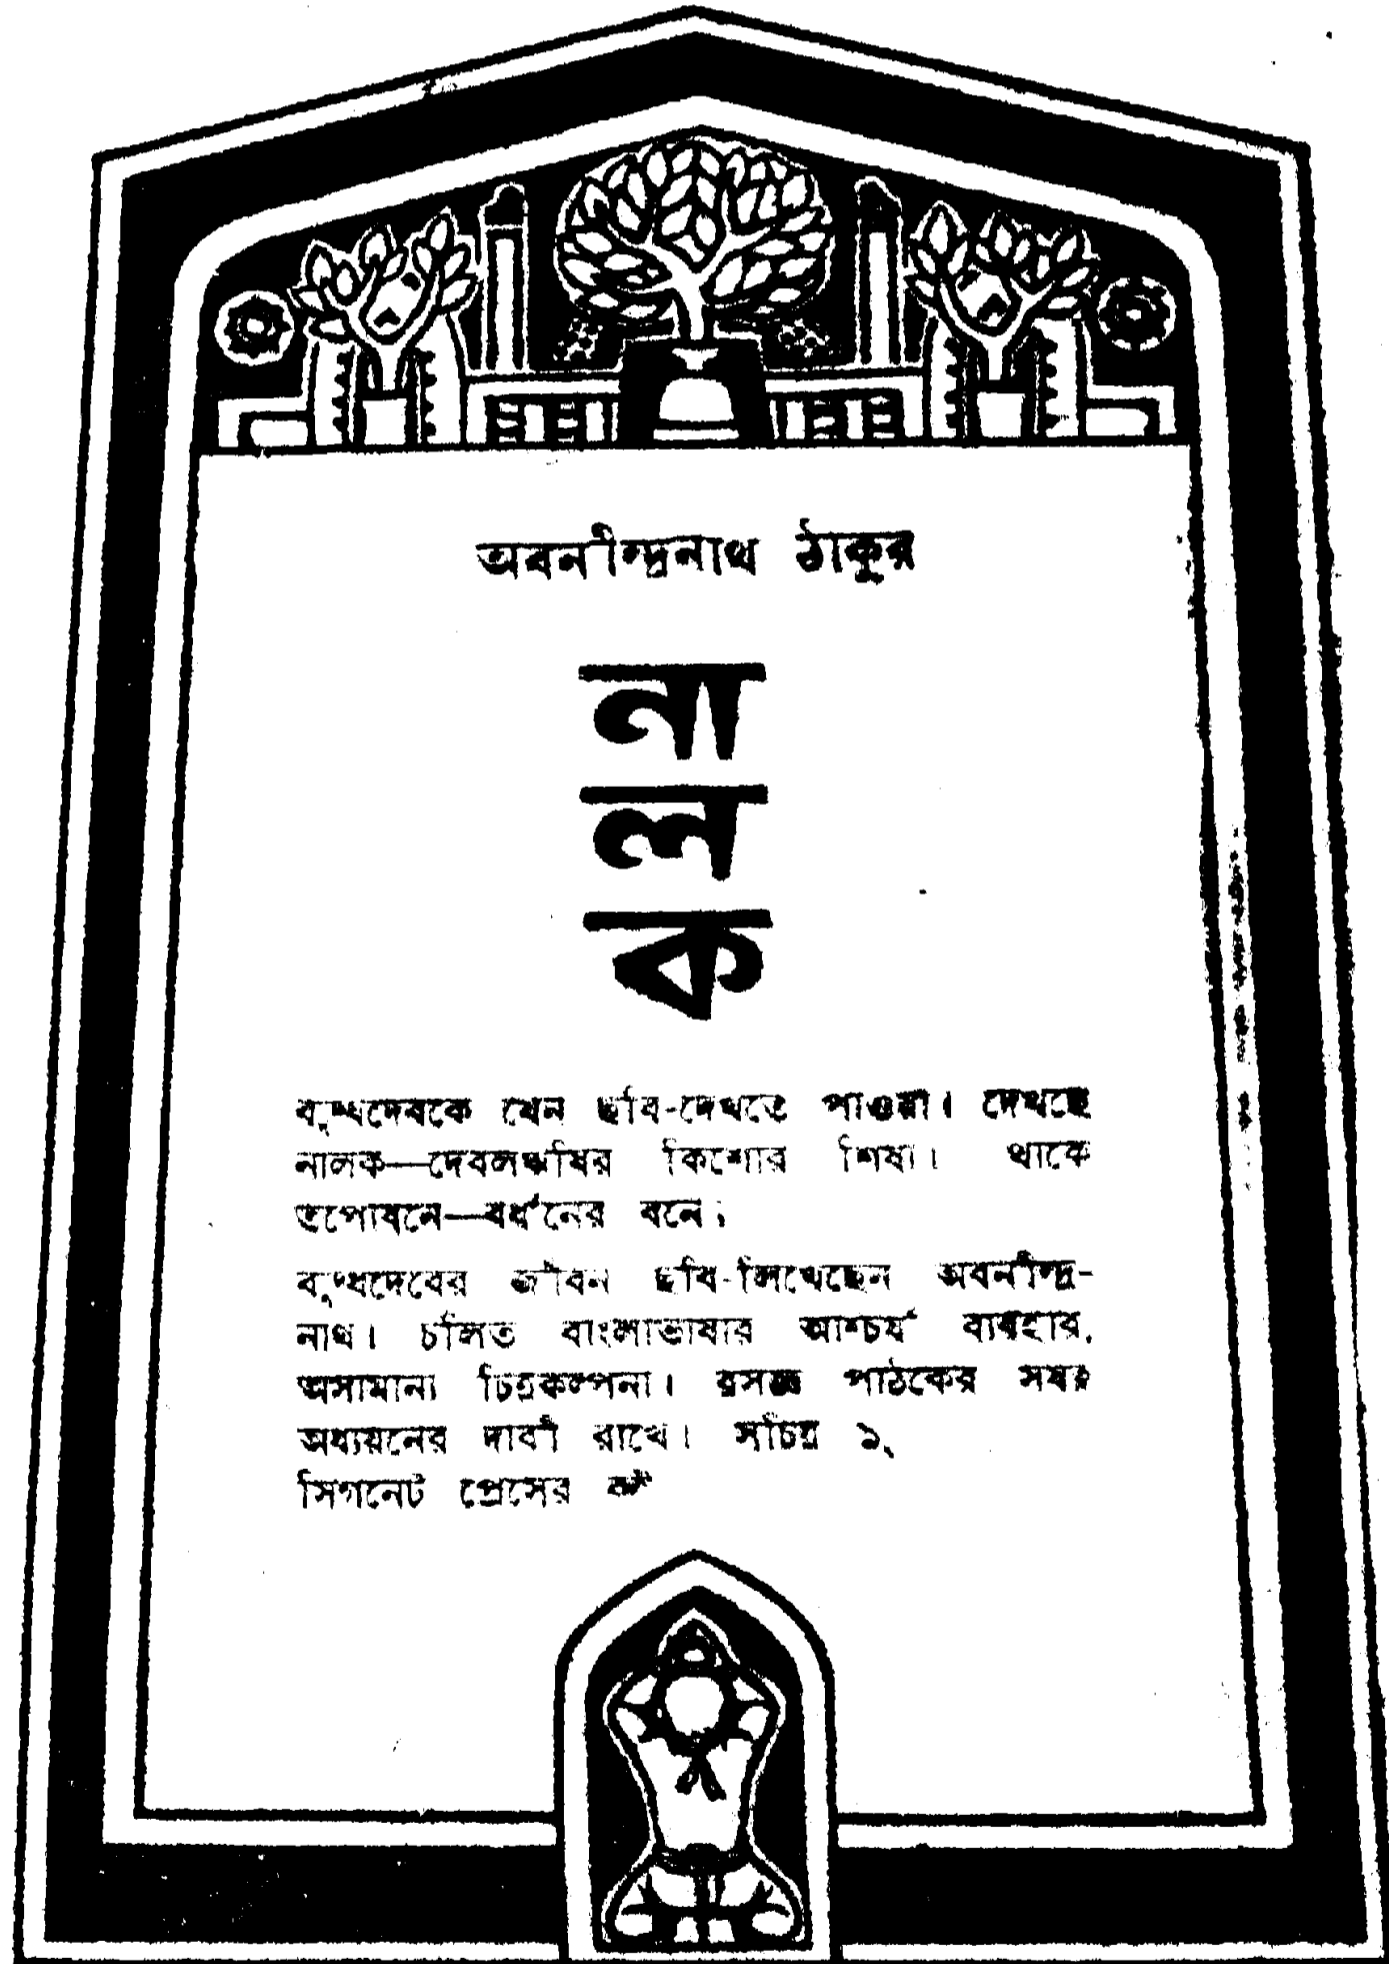 অবনীন্দ্রনাথ ঠাকুর
না
ল
ক
বুদ্ধদেবকে যেন ছবি-দেখতে পাওয়া। দেখছে
নালক—দেবলঋষির কিশোর শিষ্য। থাকে
তপোবনে—বর্ধনের বনে।
বুদ্ধদেবের জীবন ছবি-লিখেছেন অবনীন্দ্র-
নাথ। চলিত বাংলাভাষার আশ্চর্য ব্যবহার,
অসামান্য চিত্রকল্পনা। রসজ্ঞ পাঠকের সযত্ন
অধ্যয়নের দাবী রাখে। সচিত্র ১৲
সিগনেট প্রেসের বই